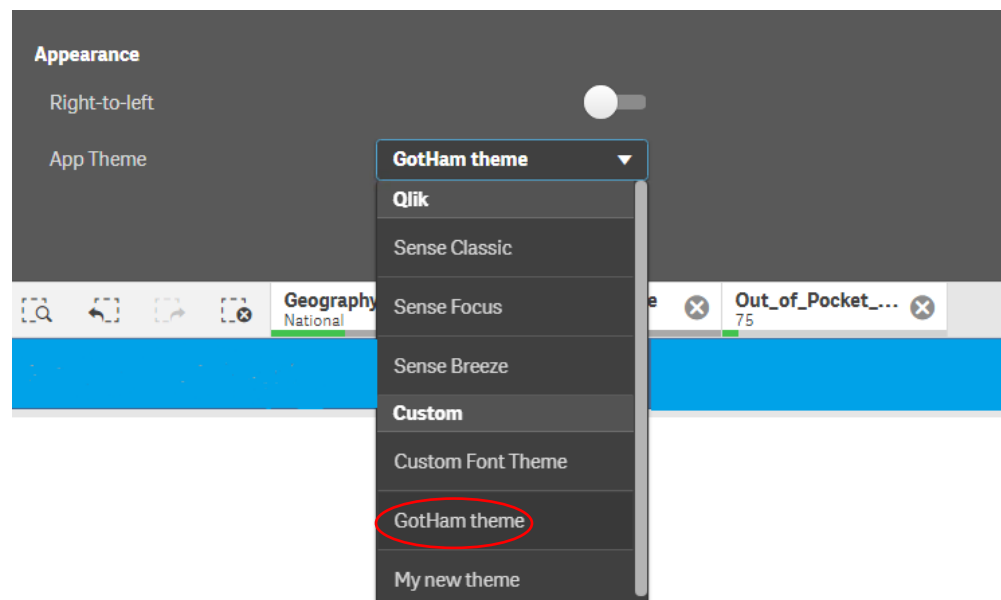 Appearance
Right-to-left
App Theme
GotHam theme
Qlik
Sense Classic
Sense Focus
Sense Breeze
Custom
Custom Font Theme
GotHam theme
My new theme
Geography
National
e
Out_of_Pocket_...
75